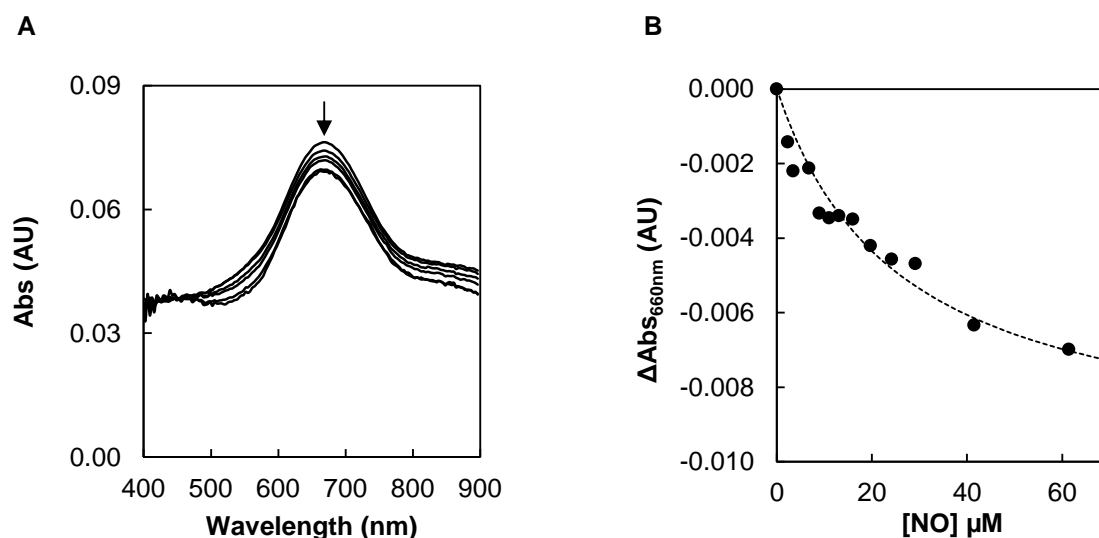 A
B
0.09
0.06
0.03
0.00
Abs (AU)
400 500 600 700 800 900
Wavelength (nm)
0.000
-0.002
-0.004
-0.006
-0.008
-0.010
ΔAbs660nm (AU)
0 20 40 60
[NO] µM